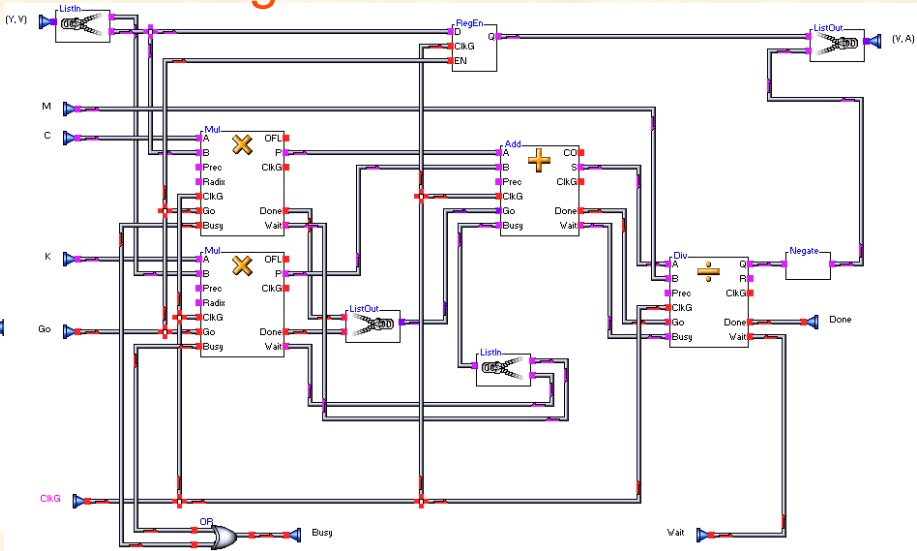 ListIn
(Y, Y)
RegEn
D
Q
ClkG
EN
ListOut
(Y, A)
M
C
K
Go
Mul
A
OFL
B
P
Prec
ClkG
Radix
ClkG
Go
Done
Busy
Wait
Mul
A
OFL
B
P
Prec
ClkG
Radix
ClkG
Go
Done
Busy
Wait
ListOut
Add
A
CO
B
S
Prec
ClkG
ClkG
Go
Done
Busy
Wait
ListIn
Div
A
Q
B
R
Prec
ClkG
ClkG
Go
Done
Busy
Wait
Negate
Done
ClkG
OR
Busy
Wait